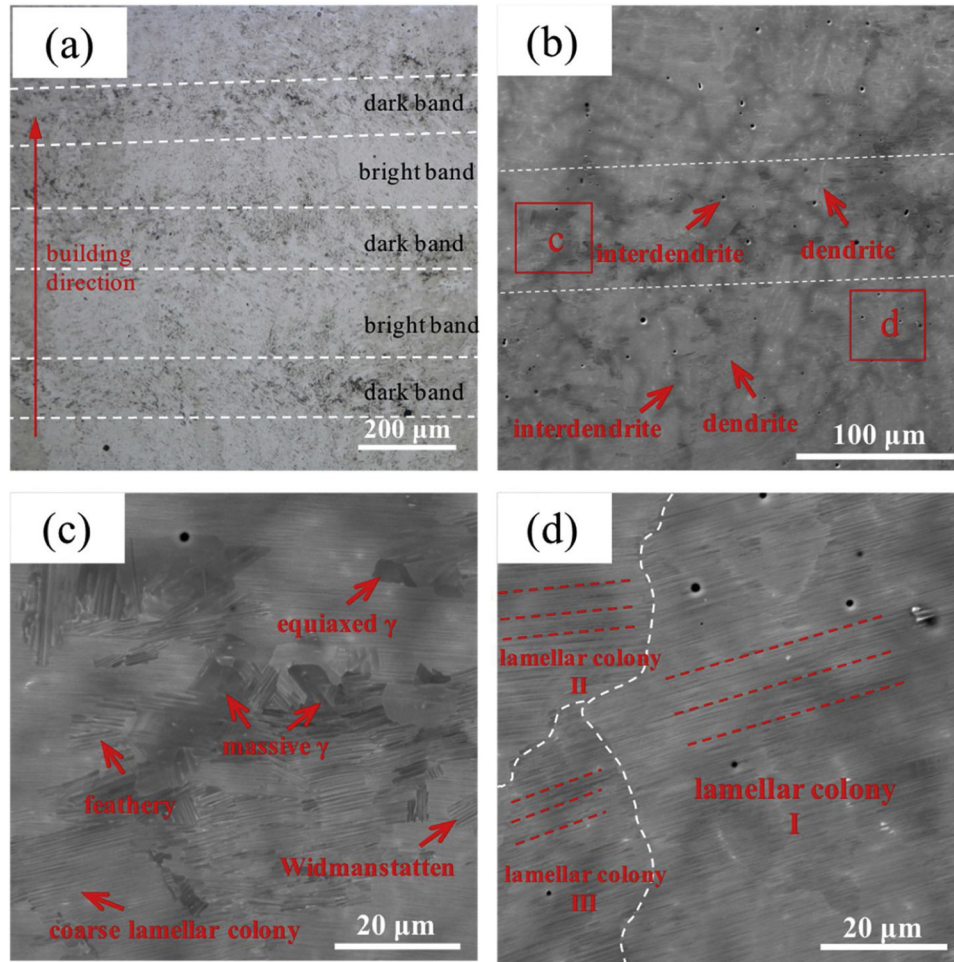 (a)
dark band
bright band
dark band
building
direction
bright band
dark band
200 μm
(b)
c
interdendrite
dendrite
d
interdendrite
dendrite
100 μm
(c)
equiaxed γ
massive γ
feathery
Widmanstatten
coarse lamellar colony
20 μm
(d)
lamellar colony
II
lamellar colony
I
lamellar colony
III
20 μm